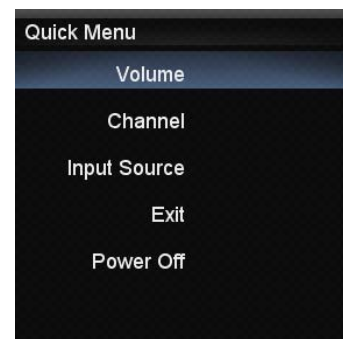 Quick Menu
Volume
Channel
Input Source
Exit
Power Off